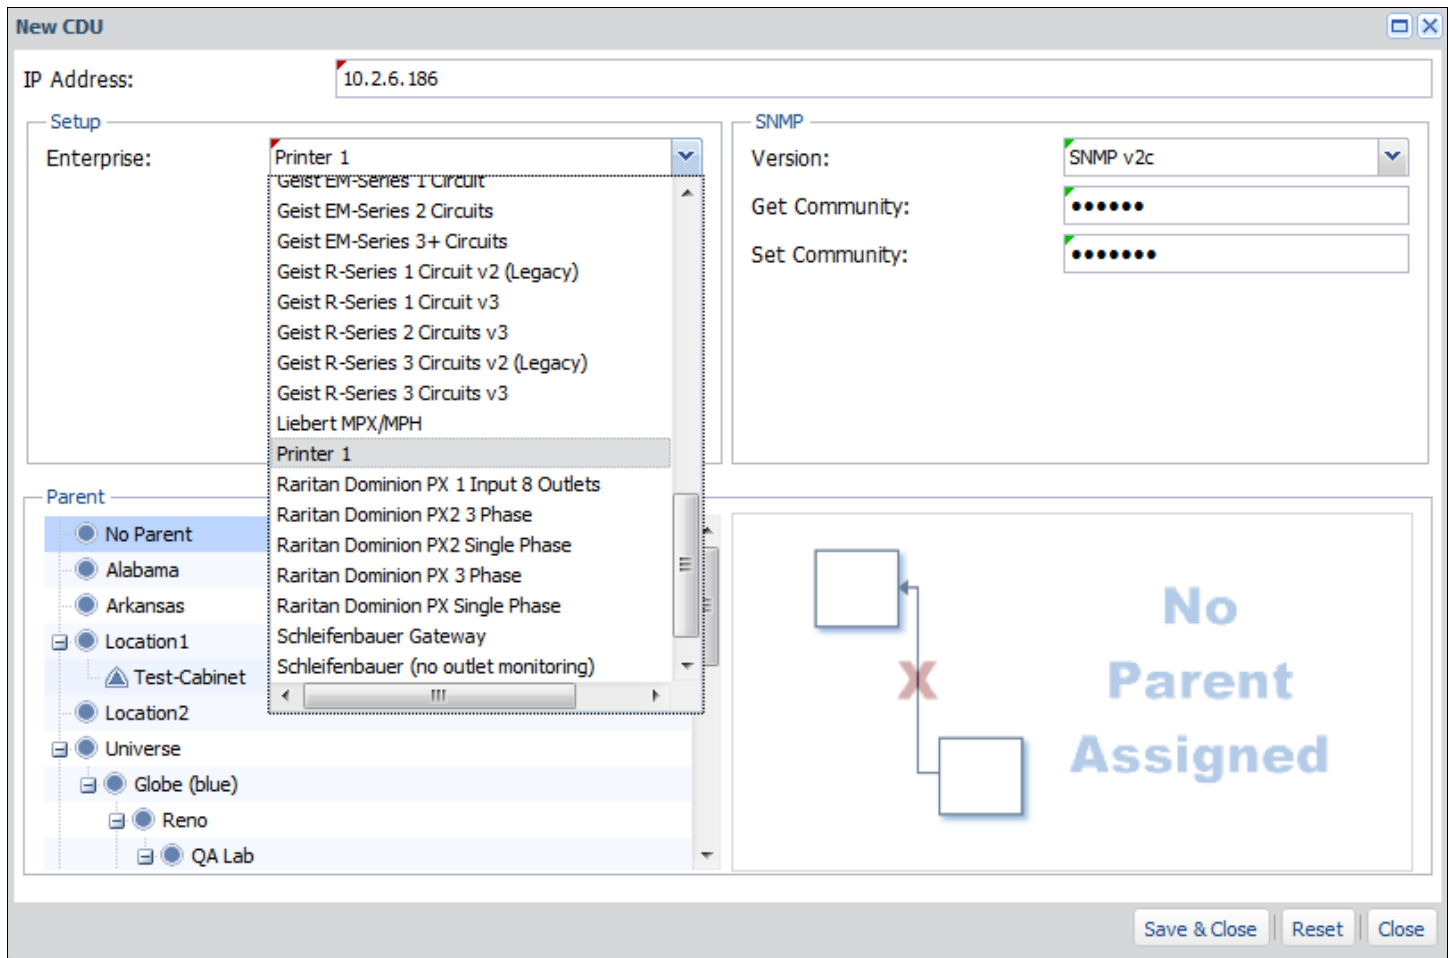 New CDU
IP Address:
10.2.6.186
Setup
Enterprise:
Printer 1
Geist EM-Series 1 Circuit
Geist EM-Series 2 Circuits
Geist EM-Series 3+ Circuits
Geist R-Series 1 Circuit v2 (Legacy)
Geist R-Series 1 Circuit v3
Geist R-Series 2 Circuits v3
Geist R-Series 3 Circuits v2 (Legacy)
Geist R-Series 3 Circuits v3
Liebert MPX/MPH
Printer 1
Raritan Dominion PX 1 Input 8 Outlets
Raritan Dominion PX2 3 Phase
Raritan Dominion PX2 Single Phase
Raritan Dominion PX 3 Phase
Raritan Dominion PX Single Phase
Schleifenbauer Gateway
Schleifenbauer (no outlet monitoring)
SNMP
Version:
SNMP v2c
Get Community:
••••••
Set Community:
•••••••
Parent
No Parent
Alabama
Arkansas
Location1
Test-Cabinet
Location2
Universe
Globe (blue)
Reno
QA Lab
X
No
Parent
Assigned
Save & Close
Reset
Close